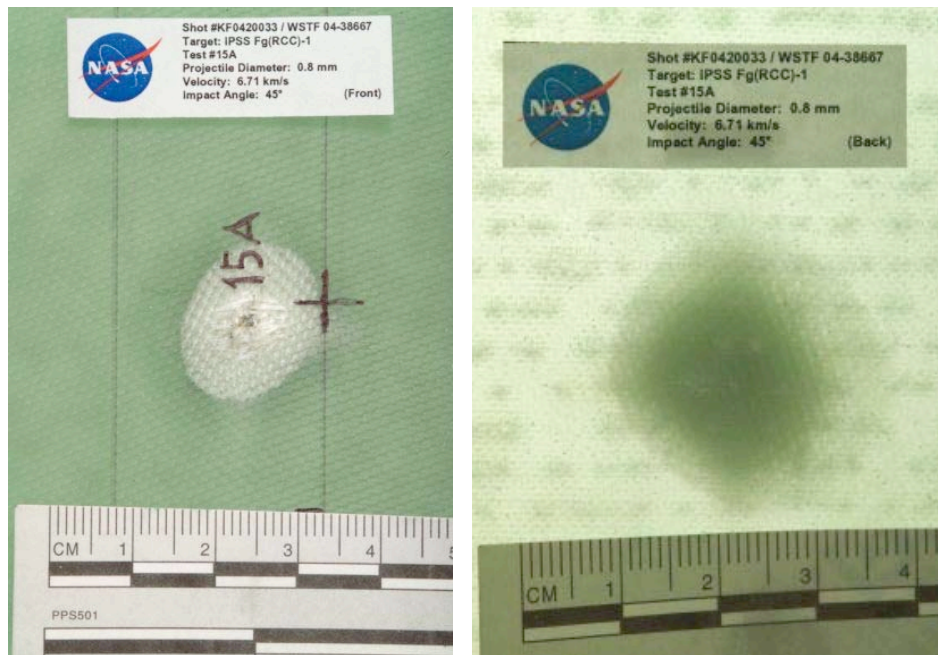 NASA
Shot #KF0420033 / WSTF 04-38667
Target: IPSS Fg(RCC)-1
Test #15A
Projectile Diameter: 0.8 mm
Velocity: 6.71 km/s
Impact Angle: 45° (Front)
15A
CM 1 2 3 4 5
PPS501
NASA
Shot #KF0420033 / WSTF 04-38667
Target: IPSS Fg(RCC)-1
Test #15A
Projectile Diameter: 0.8 mm
Velocity: 6.71 km/s
Impact Angle: 45° (Back)
CM 1 2 3 4